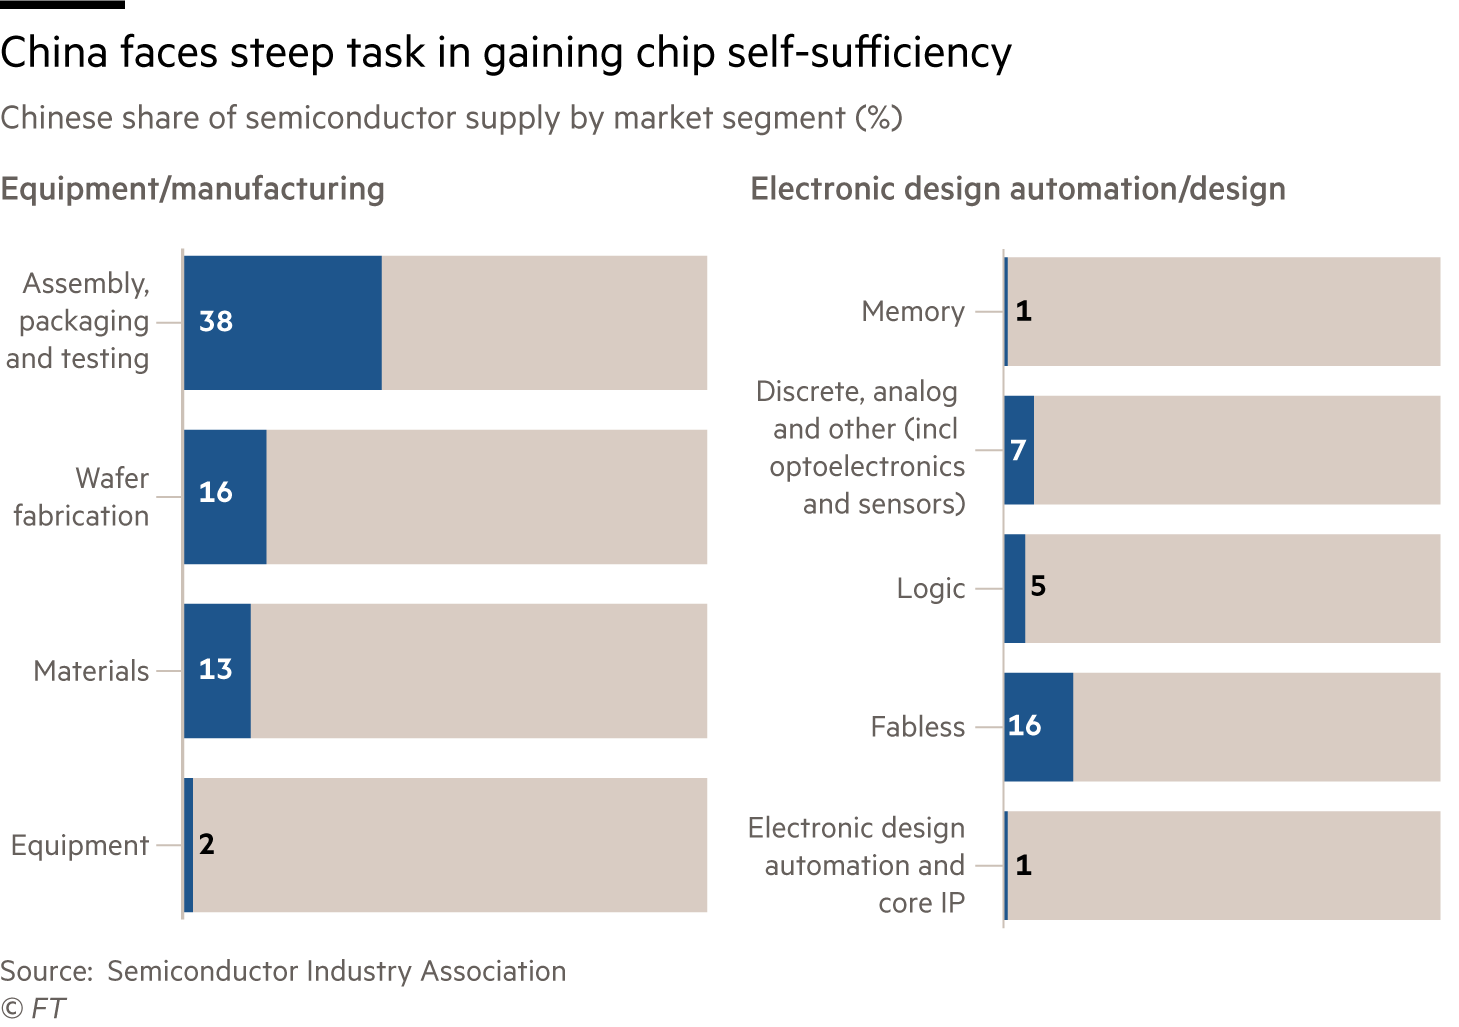 China faces steep task in gaining chip self-sufficiency
Chinese share of semiconductor supply by market segment (%)
Equipment/manufacturing
Assembly,
packaging
and testing
38
Wafer
fabrication
16
Materials
13
Equipment
2
Electronic design automation/design
Memory
1
Discrete, analog
and other (incl
optoelectronics
and sensors)
7
Logic
5
Fabless
16
Electronic design
automation and
core IP
1
Source: Semiconductor Industry Association
© FT